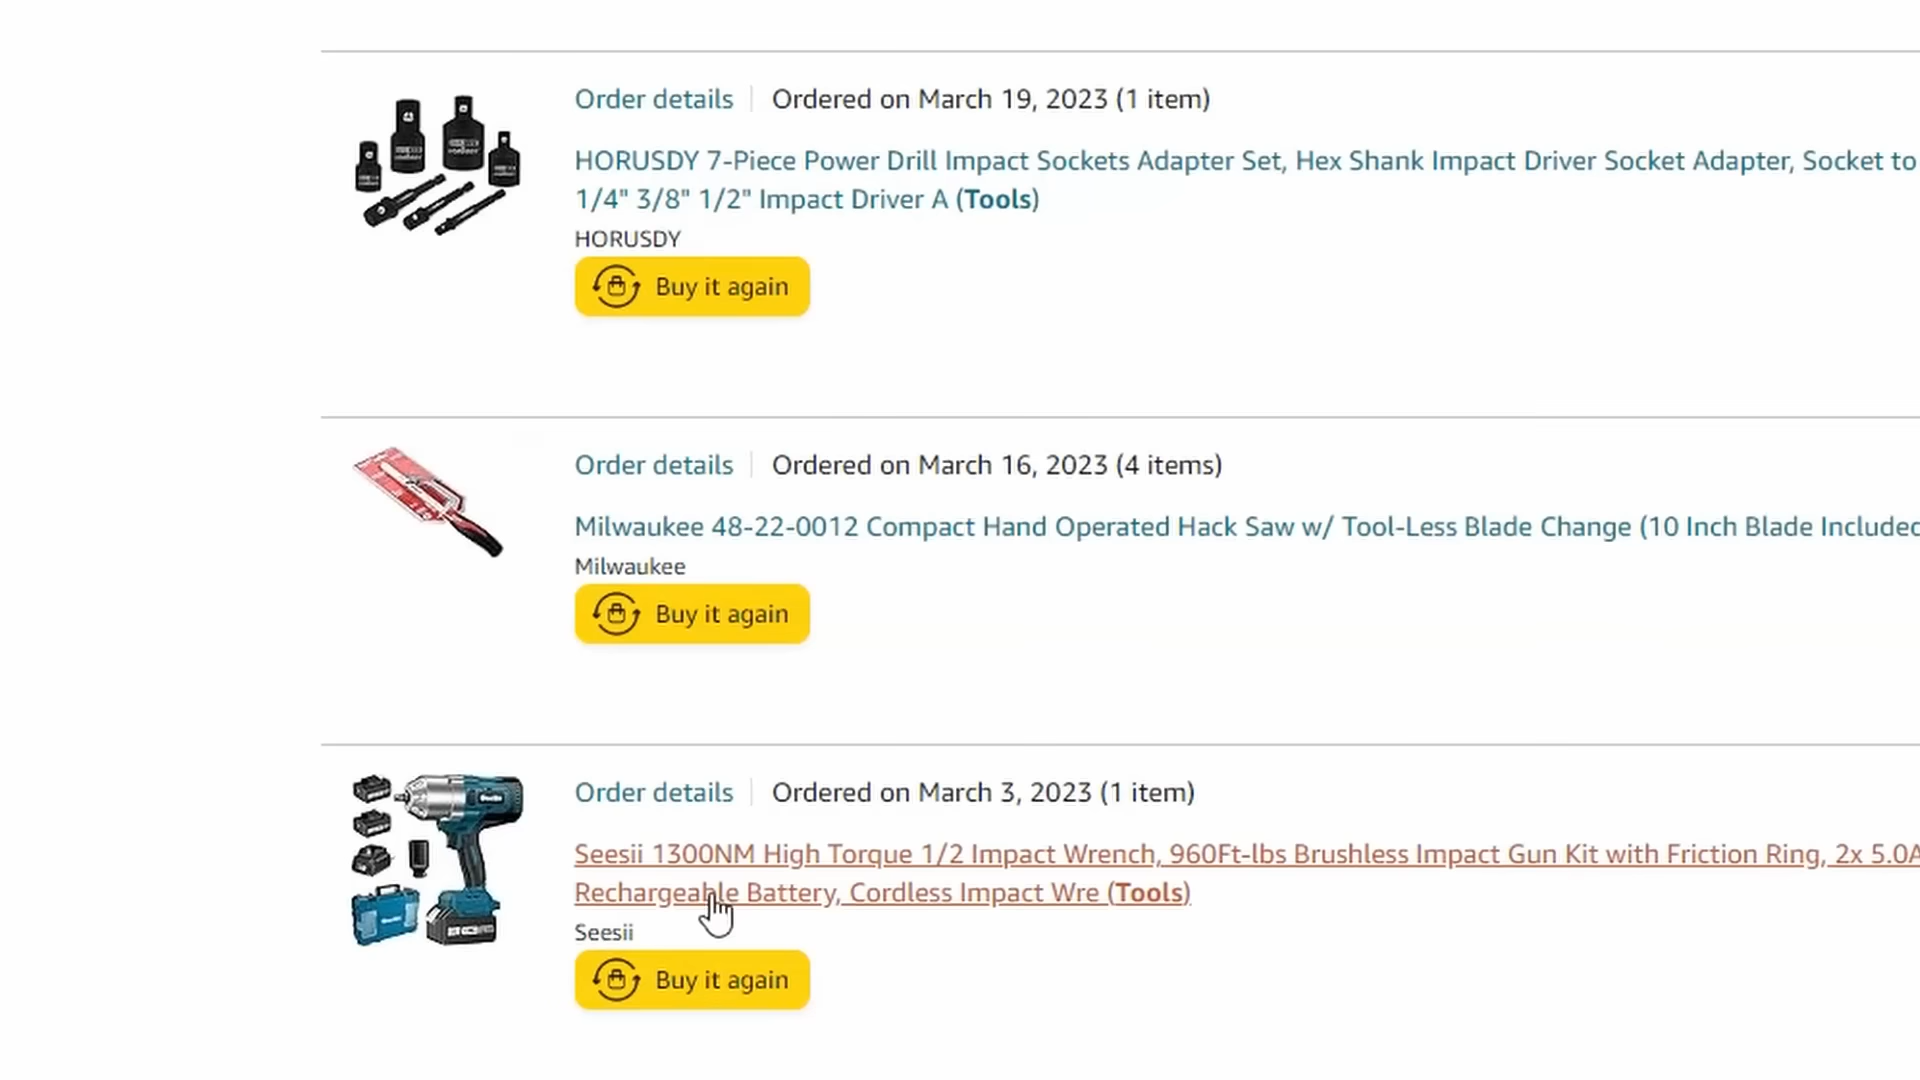 Order details Ordered on March 19, 2023 (1 item)
HORUSDY 7-Piece Power Drill Impact Sockets Adapter Set, Hex Shank Impact Driver Socket Adapter, Socket to
1/4" 3/8" 1/2" Impact Driver A (Tools)
HORUSDY
Buy it again
Order details Ordered on March 16, 2023 (4 items)
Milwaukee 48-22-0012 Compact Hand Operated Hack Saw w/ Tool-Less Blade Change (10 Inch Blade Included
Milwaukee
Buy it again
Order details Ordered on March 3, 2023 (1 item)
Seesii 1300NM High Torque 1/2 Impact Wrench, 960Ft-lbs Brushless Impact Gun Kit with Friction Ring, 2x 5.0A
Rechargeable Battery, Cordless Impact Wre (Tools)
Seesii
Buy it again